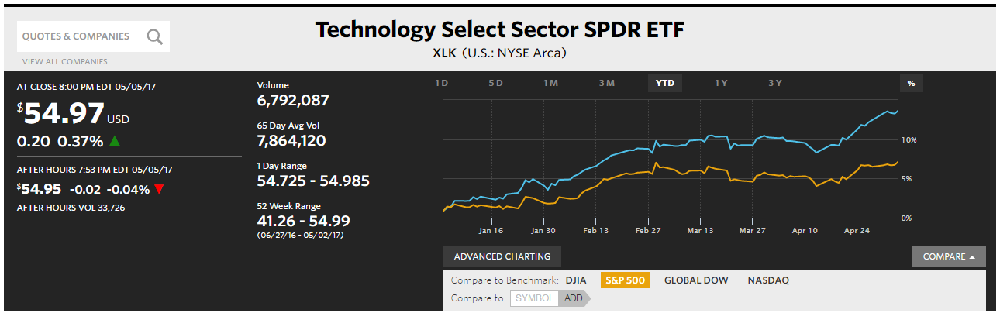 Technology Select Sector SPDR ETF
XLK (U.S.: NYSE Arca)
QUOTES & COMPANIES
VIEW ALL COMPANIES
AT CLOSE 8:00 PM EDT 05/05/17
$54.97 USD
0.20 0.37%
AFTER HOURS 7:53 PM EDT 05/05/17
$54.95 -0.02 -0.04%
AFTER HOURS VOL 33,726
Volume
6,792,087
65 Day Avg Vol
7,864,120
1 Day Range
54.725 - 54.985
52 Week Range
41.26 - 54.99
(06/27/16 - 05/02/17)
1 D 5 D 1 M 3 M YTD 1 Y 3 Y %
10%
5%
0%
Jan 16 Jan 30 Feb 13 Feb 27 Mar 13 Mar 27 Apr 10 Apr 24
ADVANCED CHARTING COMPARE
Compare to Benchmark: DJIA S&P 500 GLOBAL DOW NASDAQ
Compare to SYMBOL ADD